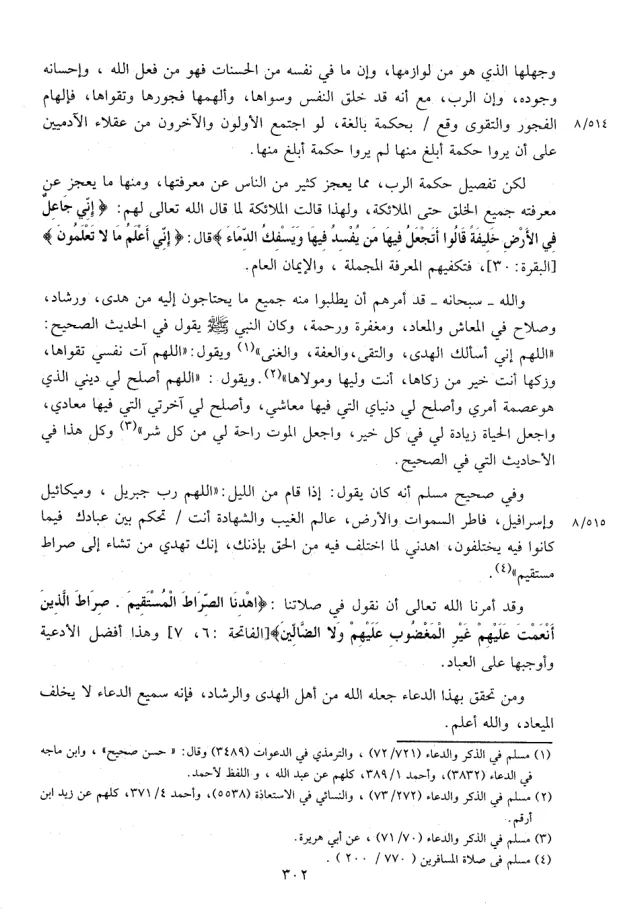 وجهلها الذي هو من لوازمها، وإن ما في نفسه من الحسنات فهو من فعل الله ، وإحسانه
وجوده، وإن الرب، مع أنه قد خلق النفس وسواها، وألهمها فجورها وتقواها، فإلهام
٨/٥١٤ الفجور والتقوى وقع / بحكمة بالغة، لو اجتمع الأولون والآخرون من عقلاء الآدميين
على أن يروا حكمة أبلغ منها لم يروا حكمة أبلغ منها.
لكن تفصيل حكمة الرب، مما يعجز كثير من الناس عن معرفتها، ومنها ما يعجز عن
معرفته جميع الخلق حتى الملائكة، ولهذا قالت الملائكة لما قال الله تعالى لهم: ﴿ إِنِّي جَاعِلٌ
فِي الأَرْضِ خَلِيفَةً قَالُوا أَتَجْعَلُ فِيهَا مَن يُفْسِدُ فِيهَا وَيَسْفِكُ الدِّمَاءَ ﴾قال: ﴿ إِنِّي أَعْلَمُ مَا لا تَعْلَمُونَ ﴾
[البقرة: ٣٠]، فتكفيهم المعرفة المجملة ، والإيمان العام.
والله ـ سبحانه ـ قد أمرهم أن يطلبوا منه جميع ما يحتاجون إليه من هدى، ورشاد،
وصلاح في المعاش والمعاد، ومغفرة ورحمة، وكان النبي ﷺ يقول في الحديث الصحيح:
«اللهم إني أسألك الهدى، والتقى،والعفة، والغنى»(١) ويقول:«اللهم آت نفسي تقواها،
وزكها أنت خير من زكاها، أنت وليها ومولاها»(٢).ويقول : «اللهم أصلح لي ديني الذي
هوعصمة أمري وأصلح لي دنياي التي فيها معاشي، وأصلح لي آخرتي التي فيها معادي،
واجعل الحياة زيادة لي في كل خير، واجعل الموت راحة لي من كل شر»(٣) وكل هذا في
الأحاديث التي في الصحيح.
وفي صحيح مسلم أنه كان يقول: إذا قام من الليل:«اللهم رب جبريل ، وميكائيل
٨/٥١٥ وإسرافيل، فاطر السموات والأرض، عالم الغيب والشهادة أنت / تحكم بين عبادك فيما
كانوا فيه يختلفون، اهدني لما اختلف فيه من الحق بإذنك، إنك تهدي من تشاء إلى صراط
مستقيم»(٤).
وقد أمرنا الله تعالى أن نقول في صلاتنا :﴿اهْدِنَا الصِّرَاطَ الْمُسْتَقِيمَ . صِرَاطَ الَّذِينَ
أَنْعَمْتَ عَلَيْهِمْ غَيْرِ الْمَغْضُوبِ عَلَيْهِمْ وَلا الضَّالِّينَ﴾[الفاتحة :٦، ٧] وهذا أفضل الأدعية
وأوجبها على العباد.
ومن تحقق بهذا الدعاء جعله الله من أهل الهدى والرشاد، فإنه سميع الدعاء لا يخلف
الميعاد، والله أعلم.
(١) مسلم في الذكر والدعاء (٧٢/٧٢١) ، والترمذي في الدعوات (٣٤٨٩) وقال: « حسن صحيح» ، وابن ماجه
في الدعاء (٣٨٣٢)، وأحمد ٣٨٩/١، كلهم عن عبد الله ، و اللفظ لأحمد.
(٢) مسلم في الذكر والدعاء (٧٣/٢٧٢) ، والنسائي في الاستعاذة (٥٥٣٨)، وأحمد ٣٧١/٤، كلهم عن زيد ابن
أرقم.
(٣) مسلم في الذكر والدعاء (٧١/٧٠) ، عن أبي هريرة.
(٤) مسلم في صلاة المسافرين ( ٧٧٠ / ٢٠٠ ) .
٣٠٢